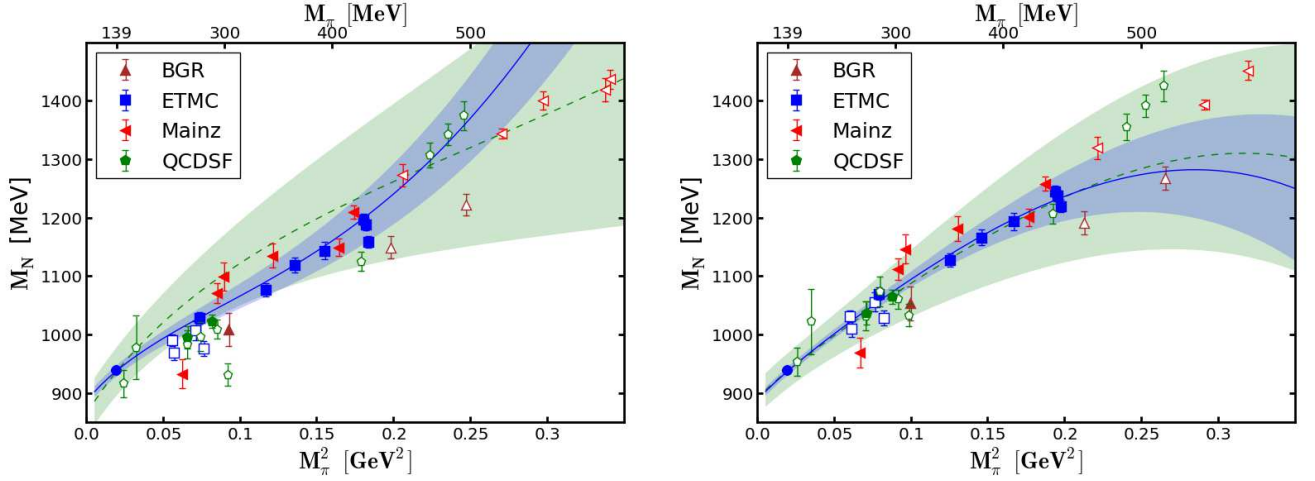 M_π [MeV]
139 300 400 500
BGR
ETMC
Mainz
QCDSF
1400
1300
1200
1100
1000
900
M_N [MeV]
0.0 0.05 0.1 0.15 0.2 0.25 0.3
M_π^2 [GeV^2]
M_π [MeV]
139 300 400 500
BGR
ETMC
Mainz
QCDSF
1400
1300
1200
1100
1000
900
M_N [MeV]
0.0 0.05 0.1 0.15 0.2 0.25 0.3
M_π^2 [GeV^2]